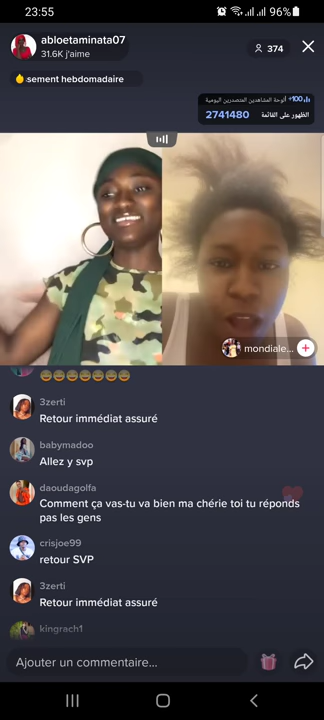 23:55
96%
abloetaminata07
31.6K j'aime
374
sement hebdomadaire
+100 لوحة المشاهدين المتصدرين اليومية
2741480 الظهور على القائمة
mondiale...
😂😂😂😂😂😂😂
3zerti
Retour immédiat assuré
babymadoo
Allez y svp
daoudagolfa
Comment ça vas-tu va bien ma chérie toi tu réponds
pas les gens
crisjoe99
retour SVP
3zerti
Retour immédiat assuré
kingrach1
Ajouter un commentaire...